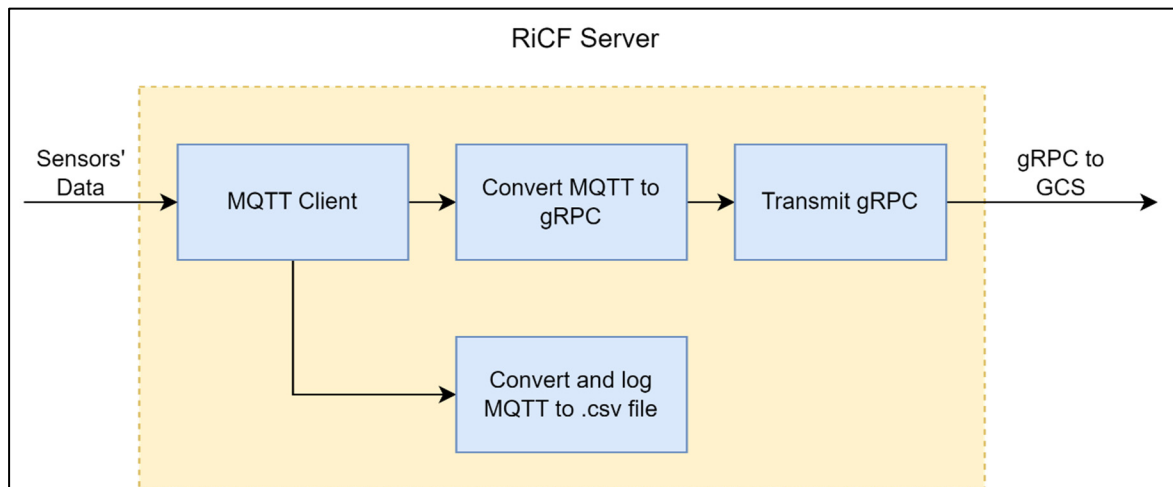 RiCF Server
Sensors'
Data
MQTT Client
Convert MQTT to
gRPC
Transmit gRPC
gRPC to
GCS
Convert and log
MQTT to .csv file